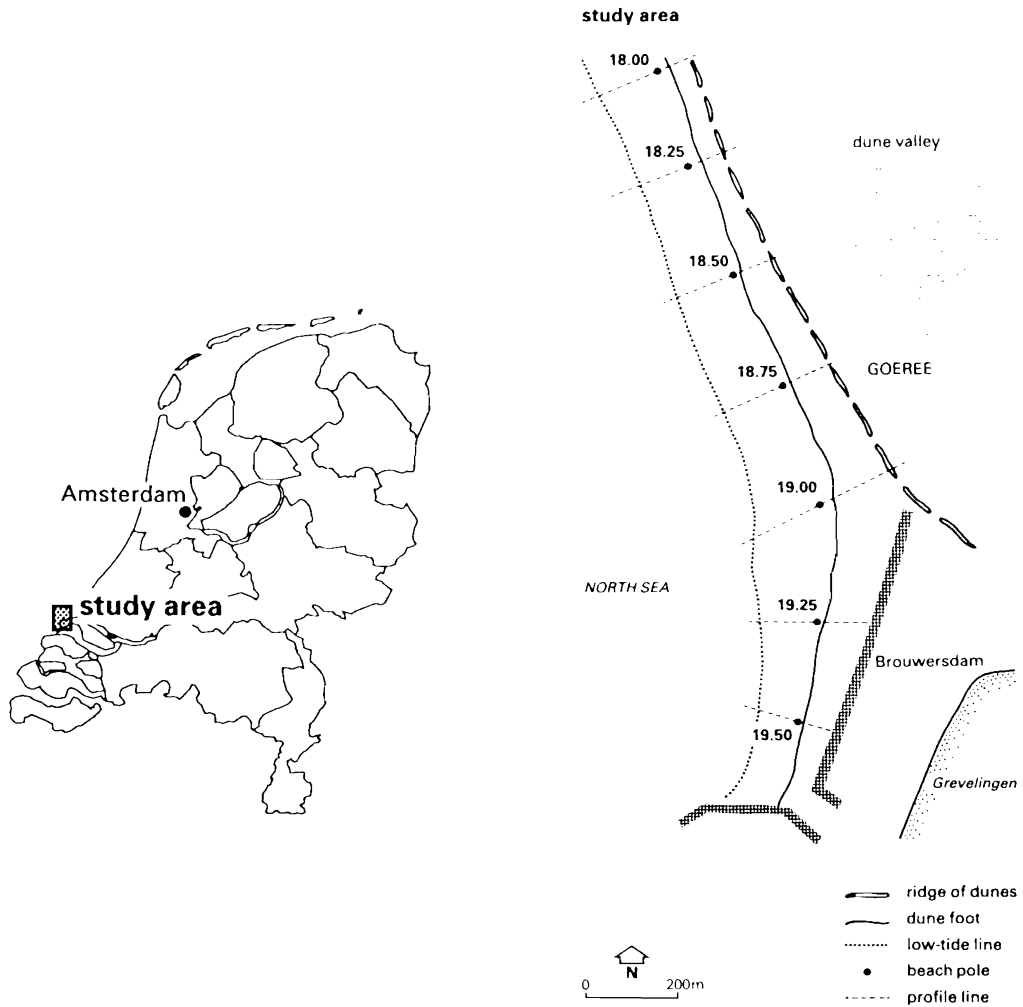 study area
18.00
18.25
dune valley
18.50
18.75
GOEREE
19.00
Amsterdam
NORTH SEA
study area
19.25
Brouwersdam
19.50
Grevelingen
ridge of dunes
dune foot
low-tide line
beach pole
profile line
N
0 200m